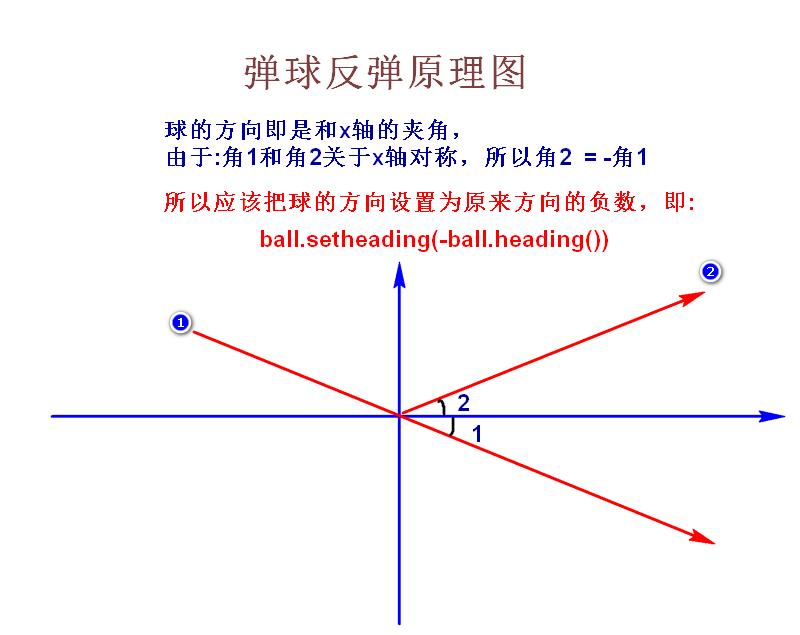 弹球反弹原理图
球的方向即是和x轴的夹角，
由于:角1和角2关于x轴对称，所以角2 = -角1
所以应该把球的方向设置为原来方向的负数，即:
ball.setheading(-ball.heading())
2
1
2
1